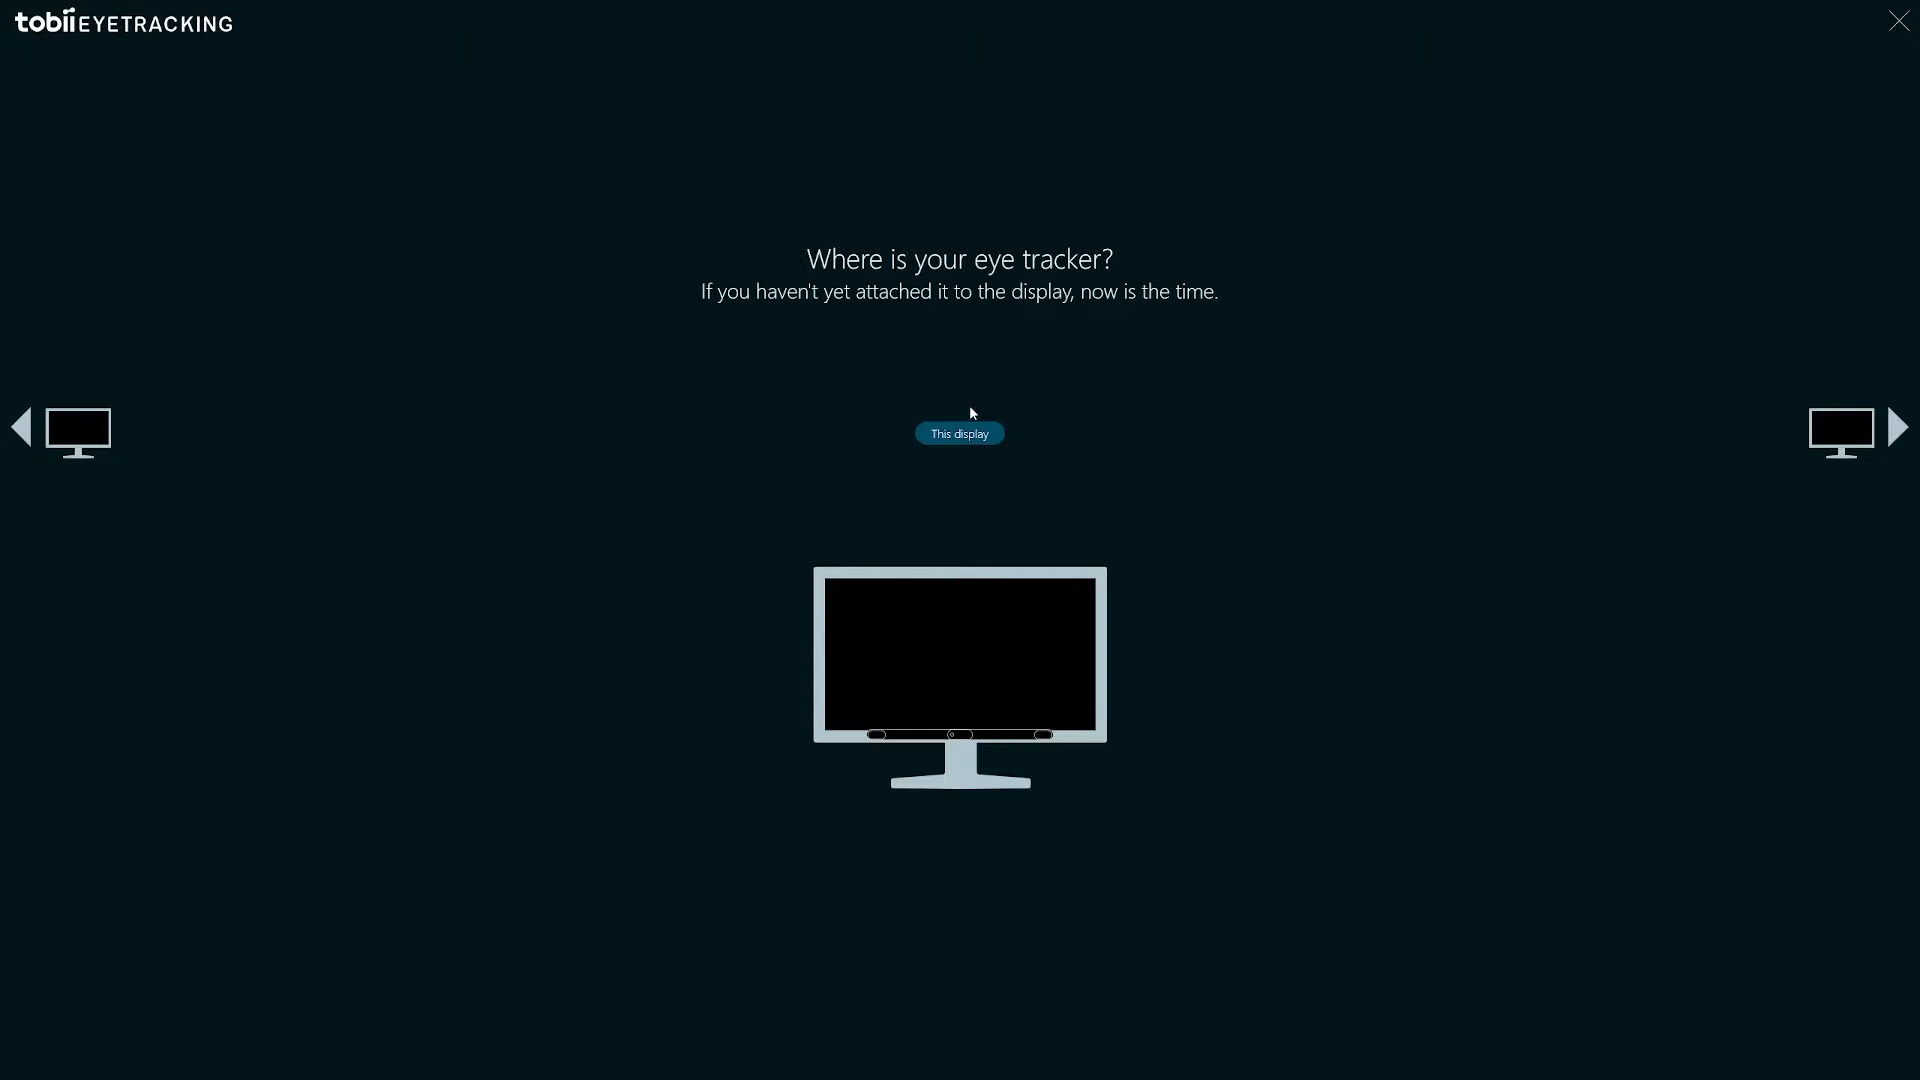 tobii EYETRACKING
Where is your eye tracker?
If you haven't yet attached it to the display, now is the time.
This display